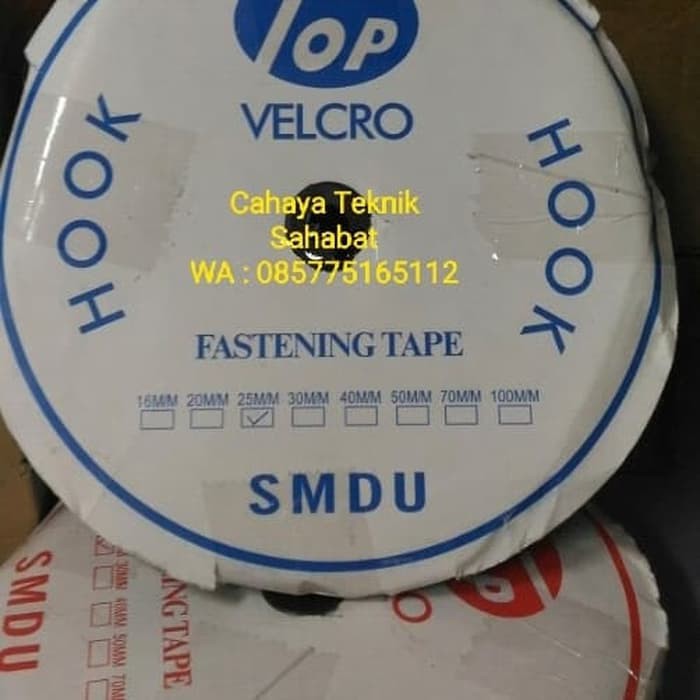 TOP
VELCRO
HOOK
HOOK
Cahaya Teknik
Sahabat
WA : 085775165112
FASTENING TAPE
16M/M 20M/M 25M/M 30M/M 40M/M 50M/M 70M/M 100M/M
SMDU
SMDU
50MM
TAPE